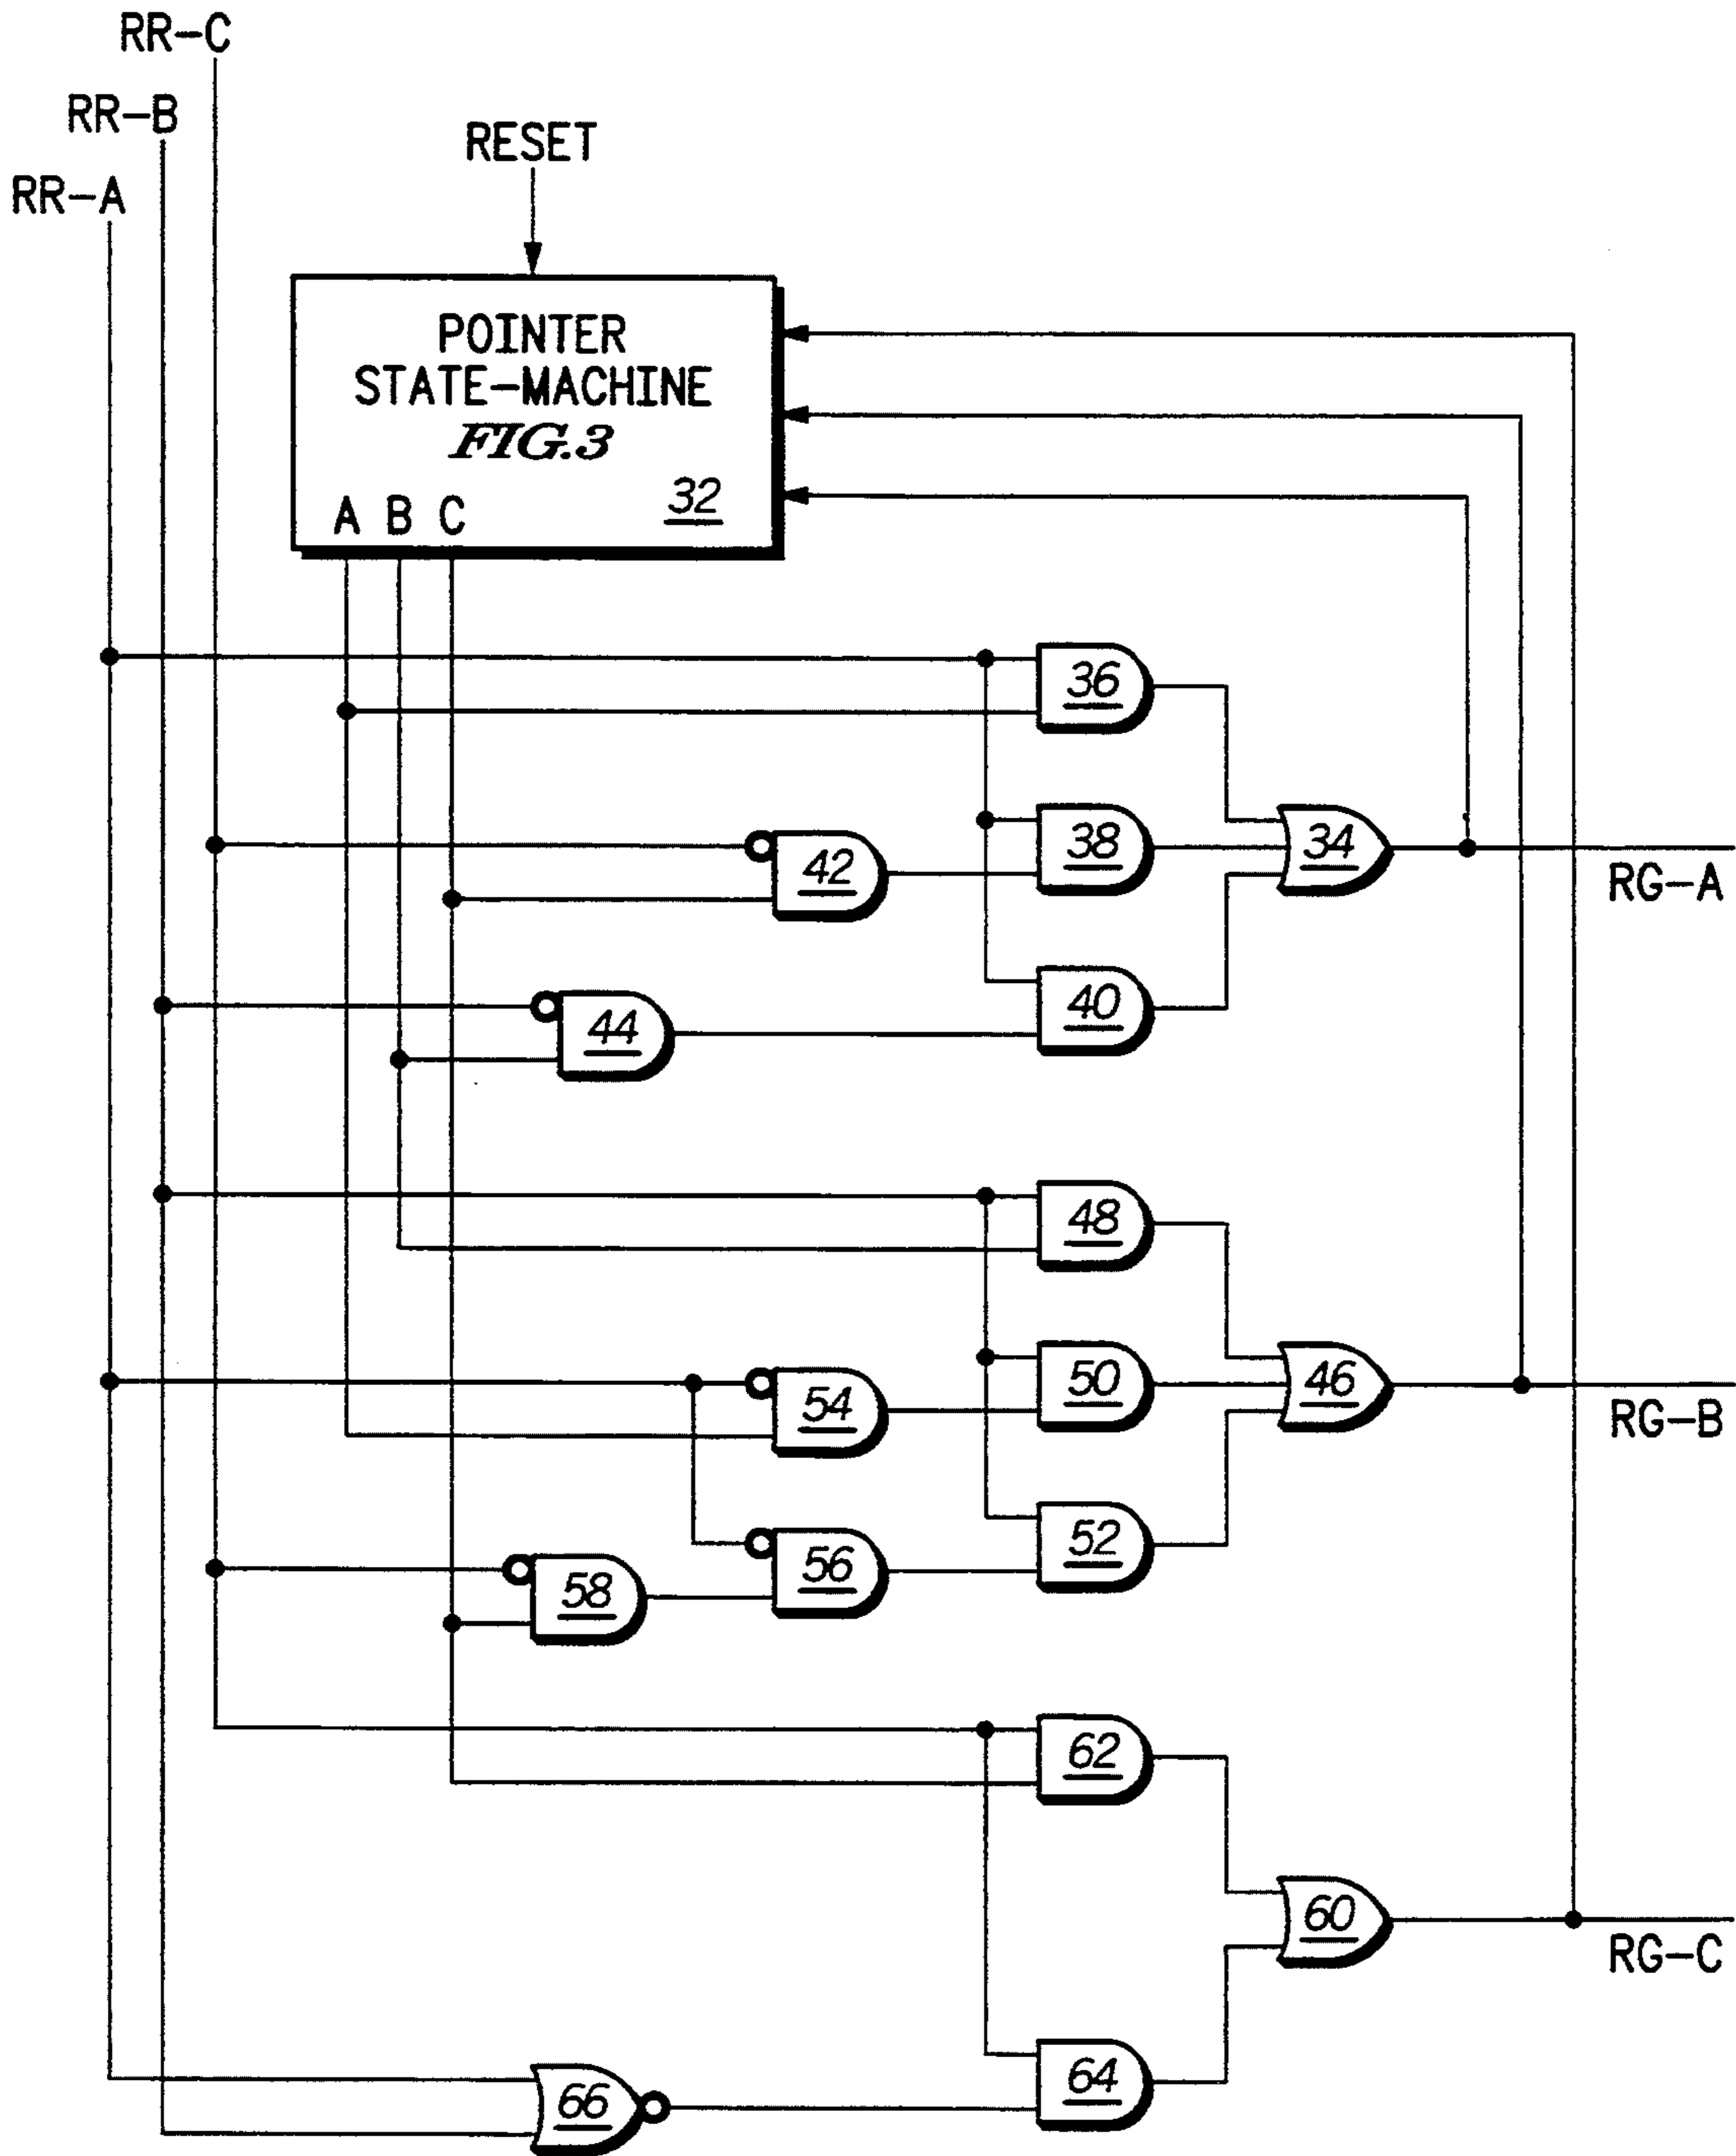 RR-C
RR-B
RESET
RR-A
POINTER
STATE-MACHINE
FIG.3
32
A B C
36
38
34
42
RG-A
40
44
48
50
46
54
RG-B
52
56
58
62
60
RG-C
64
66